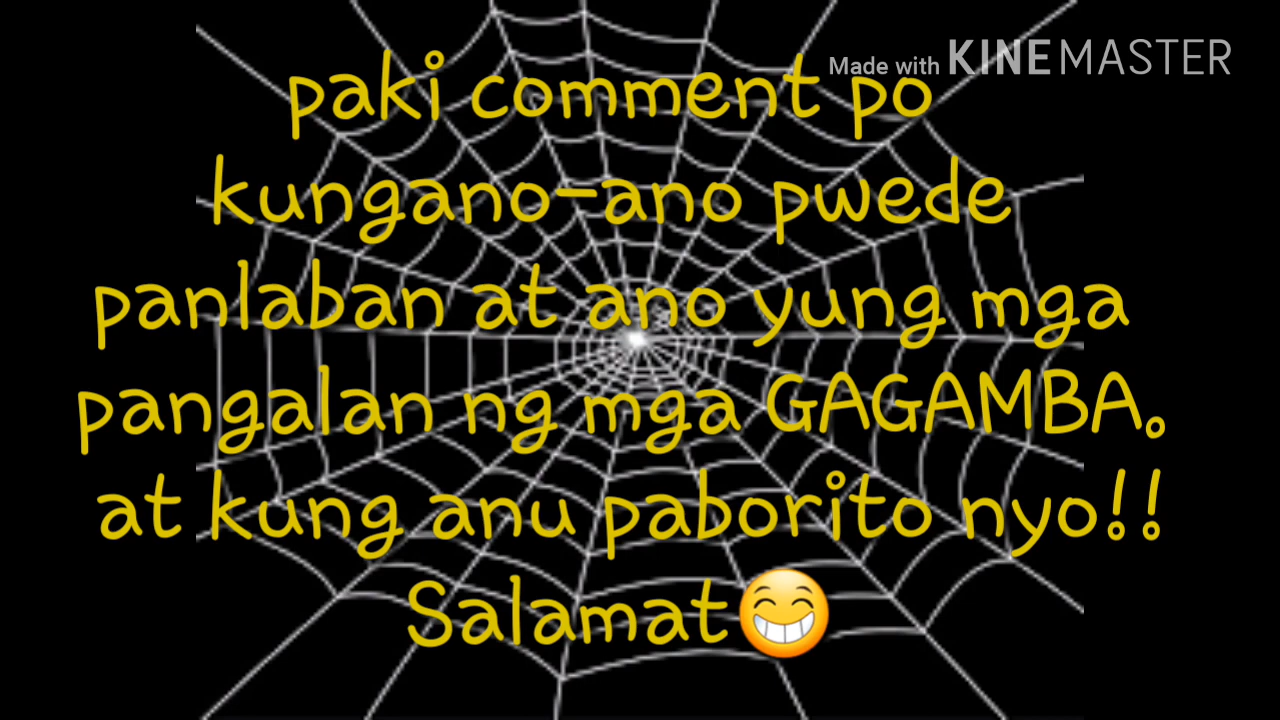 Made with KINEMASTER
paki comment po
kungano-ano pwede
panlaban at ano yung mga
pangalan ng mga GAGAMBA.
at kung anu paborito nyo!!
Salamat😁